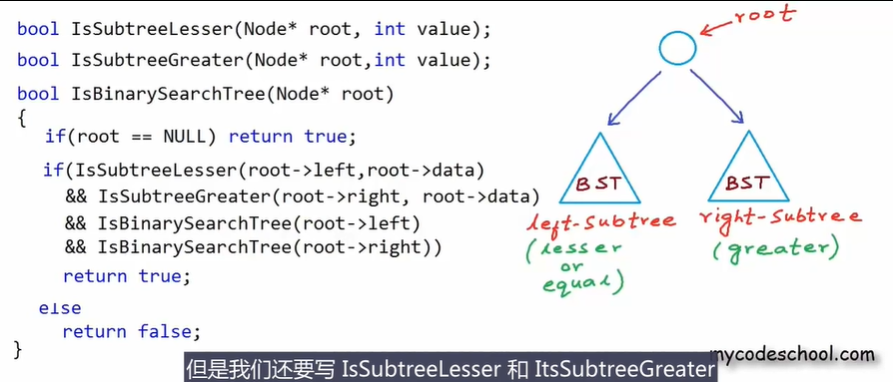 bool IsSubtreeLesser(Node* root, int value);
bool IsSubtreeGreater(Node* root,int value);
bool IsBinarySearchTree(Node* root)
{
if(root == NULL) return true;
if(IsSubtreeLesser(root->left,root->data)
&& IsSubtreeGreater(root->right, root->data)
&& IsBinarySearchTree(root->left)
&& IsBinarySearchTree(root->right))
return true;
else
return false;
}
root
BST
BST
left-Subtree
(lesser
or
equal)
right-Subtree
(greater)
mycodeschool.com
但是我们还要写 IsSubtreeLesser 和 ItsSubtreeGreater